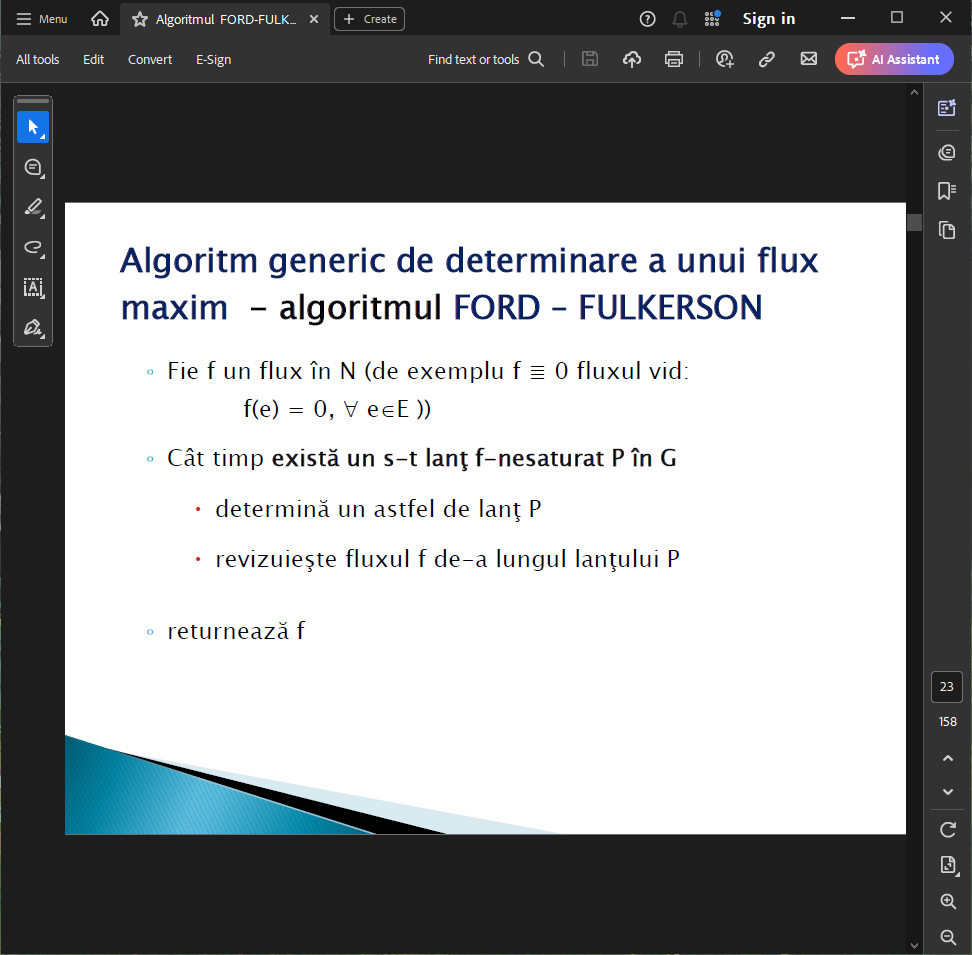 Menu
Algoritmul FORD-FULK...
Create
Sign in
All tools
Edit
Convert
E-Sign
Find text or tools
AI Assistant
Algoritm generic de determinare a unui flux
maxim – algoritmul FORD – FULKERSON
Fie f un flux în N (de exemplu f ≡ 0 fluxul vid:
f(e) = 0, ∀ e∈E ))
Cât timp există un s-t lanţ f-nesaturat P în G
determină un astfel de lanţ P
revizuieşte fluxul f de-a lungul lanţului P
returnează f
23
158